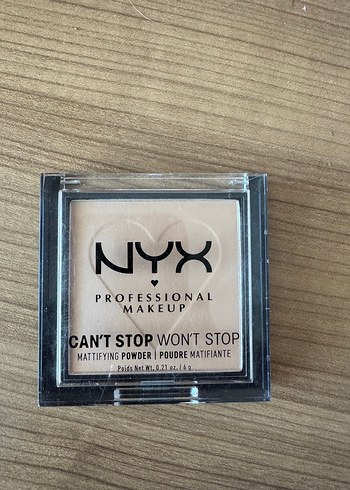 NYX
PROFESSIONAL
MAKEUP
CAN'T STOP WON'T STOP
MATTIFYING POWDER | POUDRE MATIFIANTE
Poids Net Wt. 0.21 oz. / 6 g